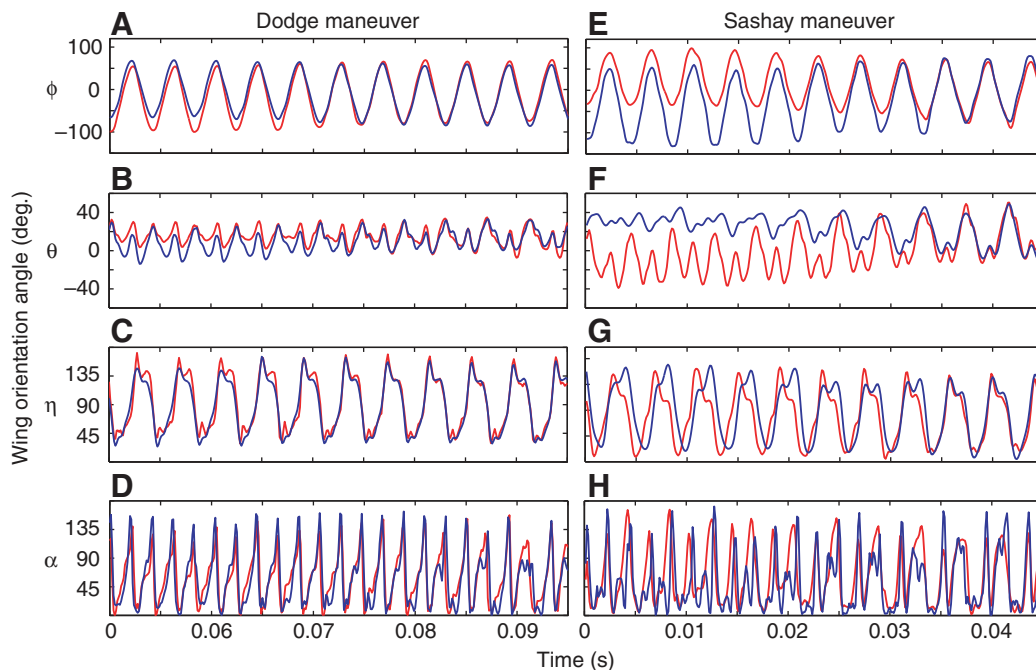 Dodge maneuver
Sashay maneuver
Wing orientation angle (deg.)
A
100
0
−100
ϕ
E
B
40
0
−40
θ
F
C
135
90
45
η
G
D
135
90
45
α
H
0 0.06 0.07 0.08 0.09
0 0.01 0.02 0.03 0.04
Time (s)